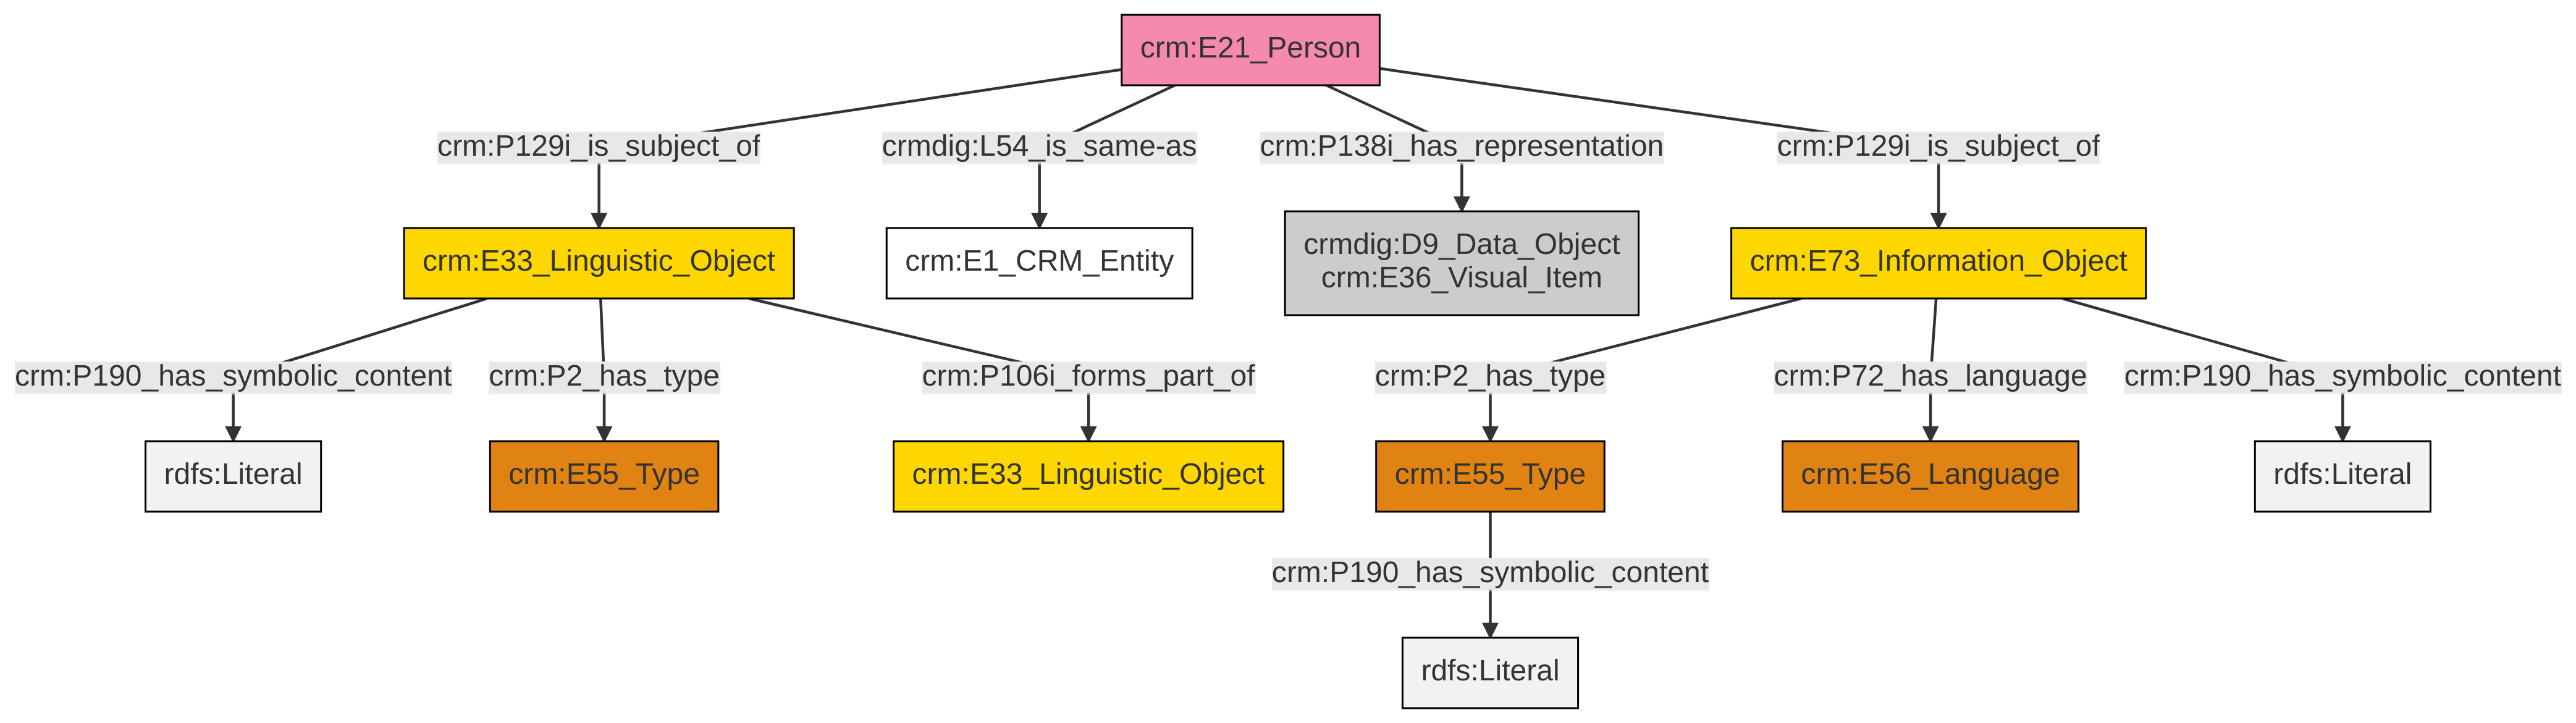 crm:E21_Person
crm:P129i_is_subject_of
crmdig:L54_is_same-as
crm:P138i_has_representation
crm:P129i_is_subject_of
crm:E33_Linguistic_Object
crm:E1_CRM_Entity
crmdig:D9_Data_Object
crm:E36_Visual_Item
crm:E73_Information_Object
crm:P190_has_symbolic_content
crm:P2_has_type
crm:P106i_forms_part_of
crm:P2_has_type
crm:P72_has_language
crm:P190_has_symbolic_content
rdfs:Literal
crm:E55_Type
crm:E33_Linguistic_Object
crm:E55_Type
crm:E56_Language
rdfs:Literal
crm:P190_has_symbolic_content
rdfs:Literal